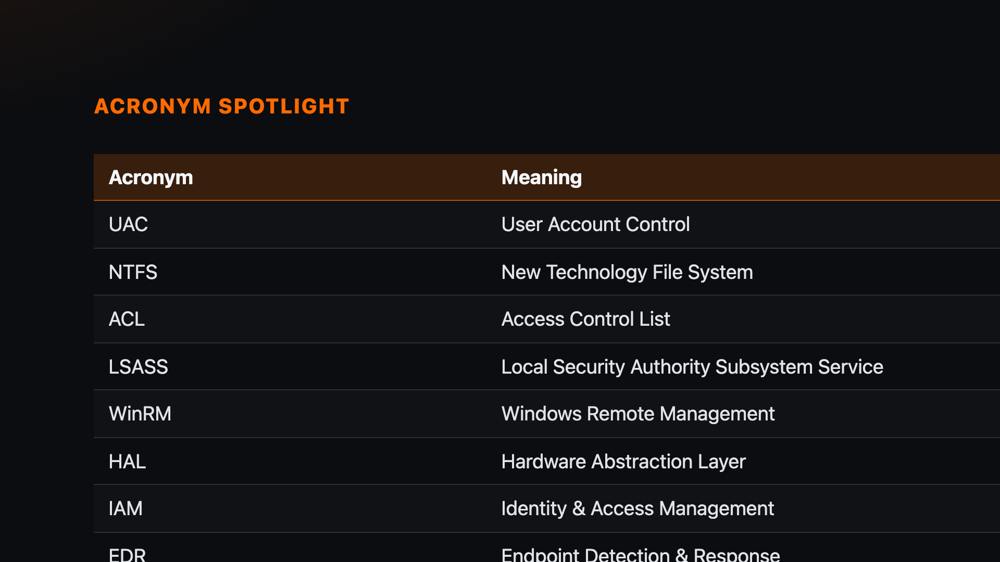 ACRONYM SPOTLIGHT
Acronym Meaning
UAC User Account Control
NTFS New Technology File System
ACL Access Control List
LSASS Local Security Authority Subsystem Service
WinRM Windows Remote Management
HAL Hardware Abstraction Layer
IAM Identity & Access Management
EDR Endpoint Detection & Response